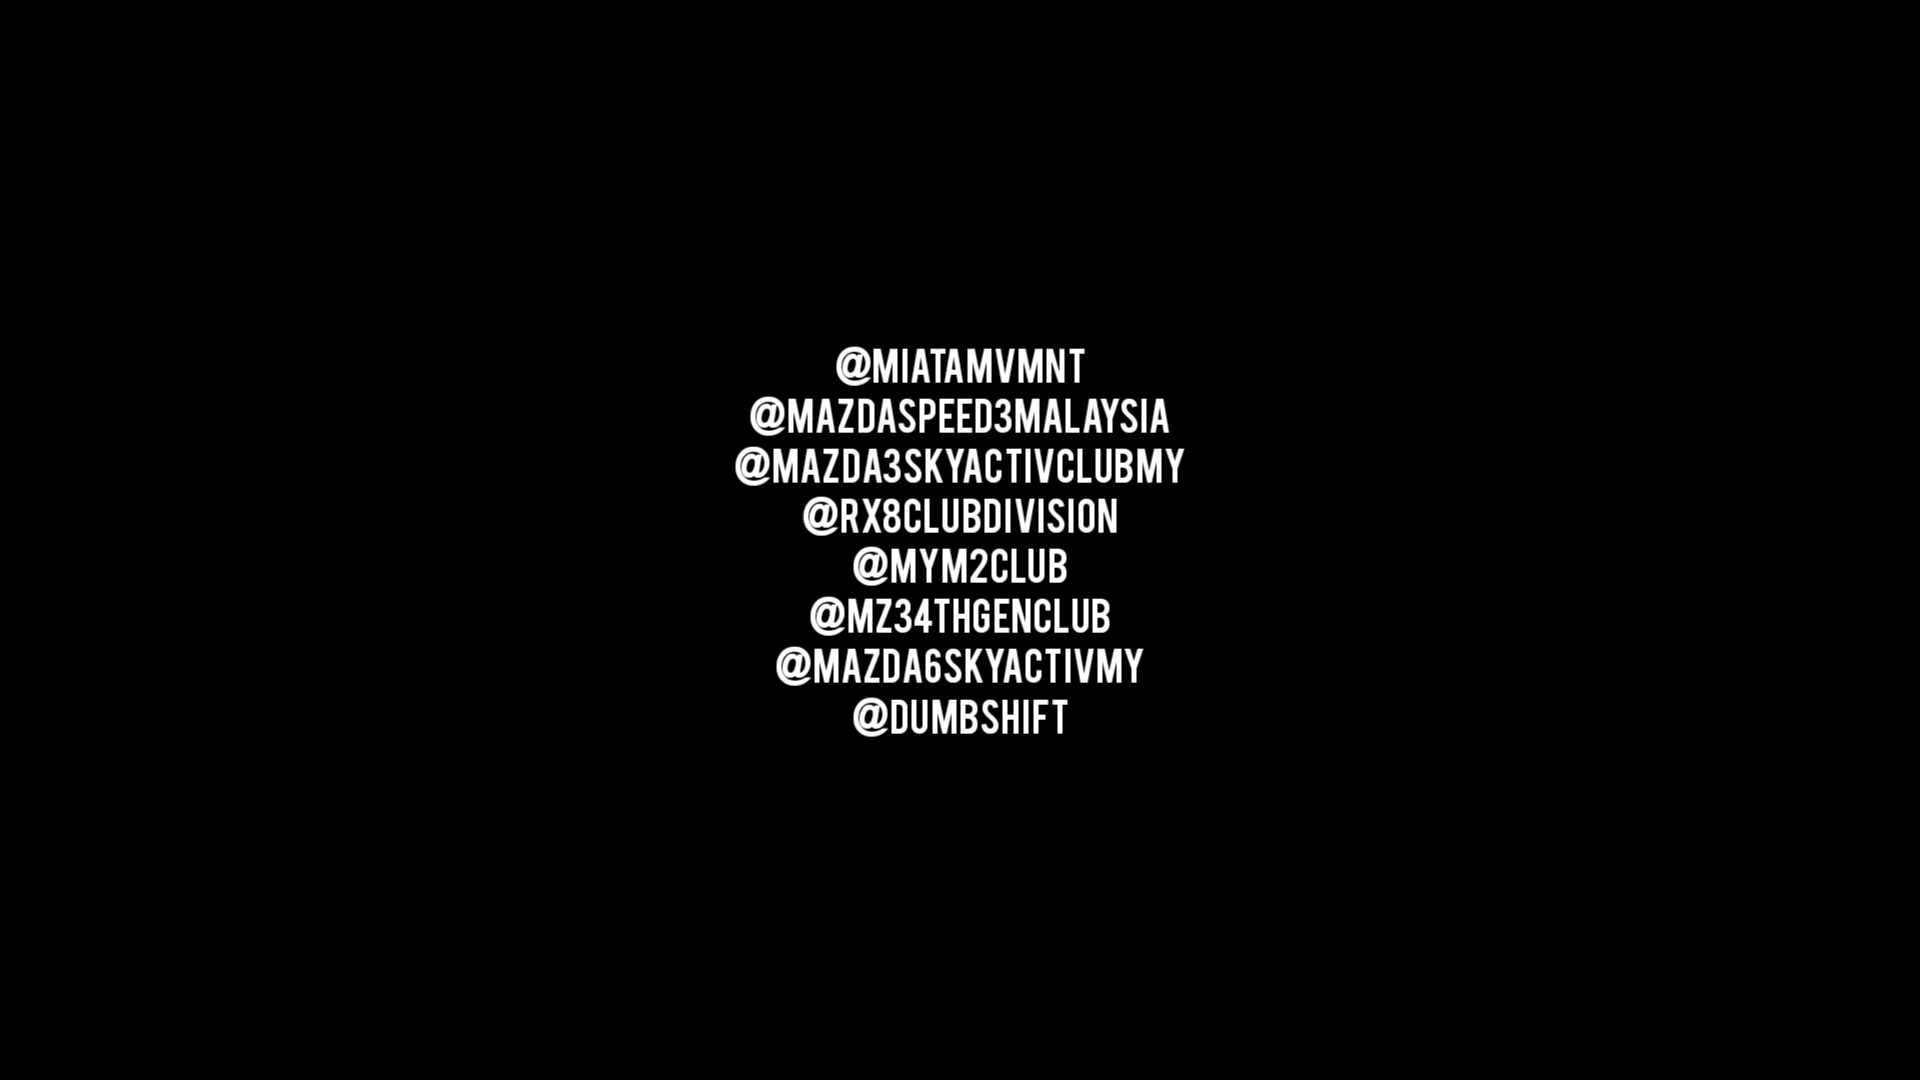 @MIATAMVMNT
@MAZDASPEED3MALAYSIA
@MAZDA3SKYACTIVCLUBMY
@RX8CLUBDIVISION
@MYM2CLUB
@MZ34THGENCLUB
@MAZDA6SKYACTIVMY
@DUMBSHIFT